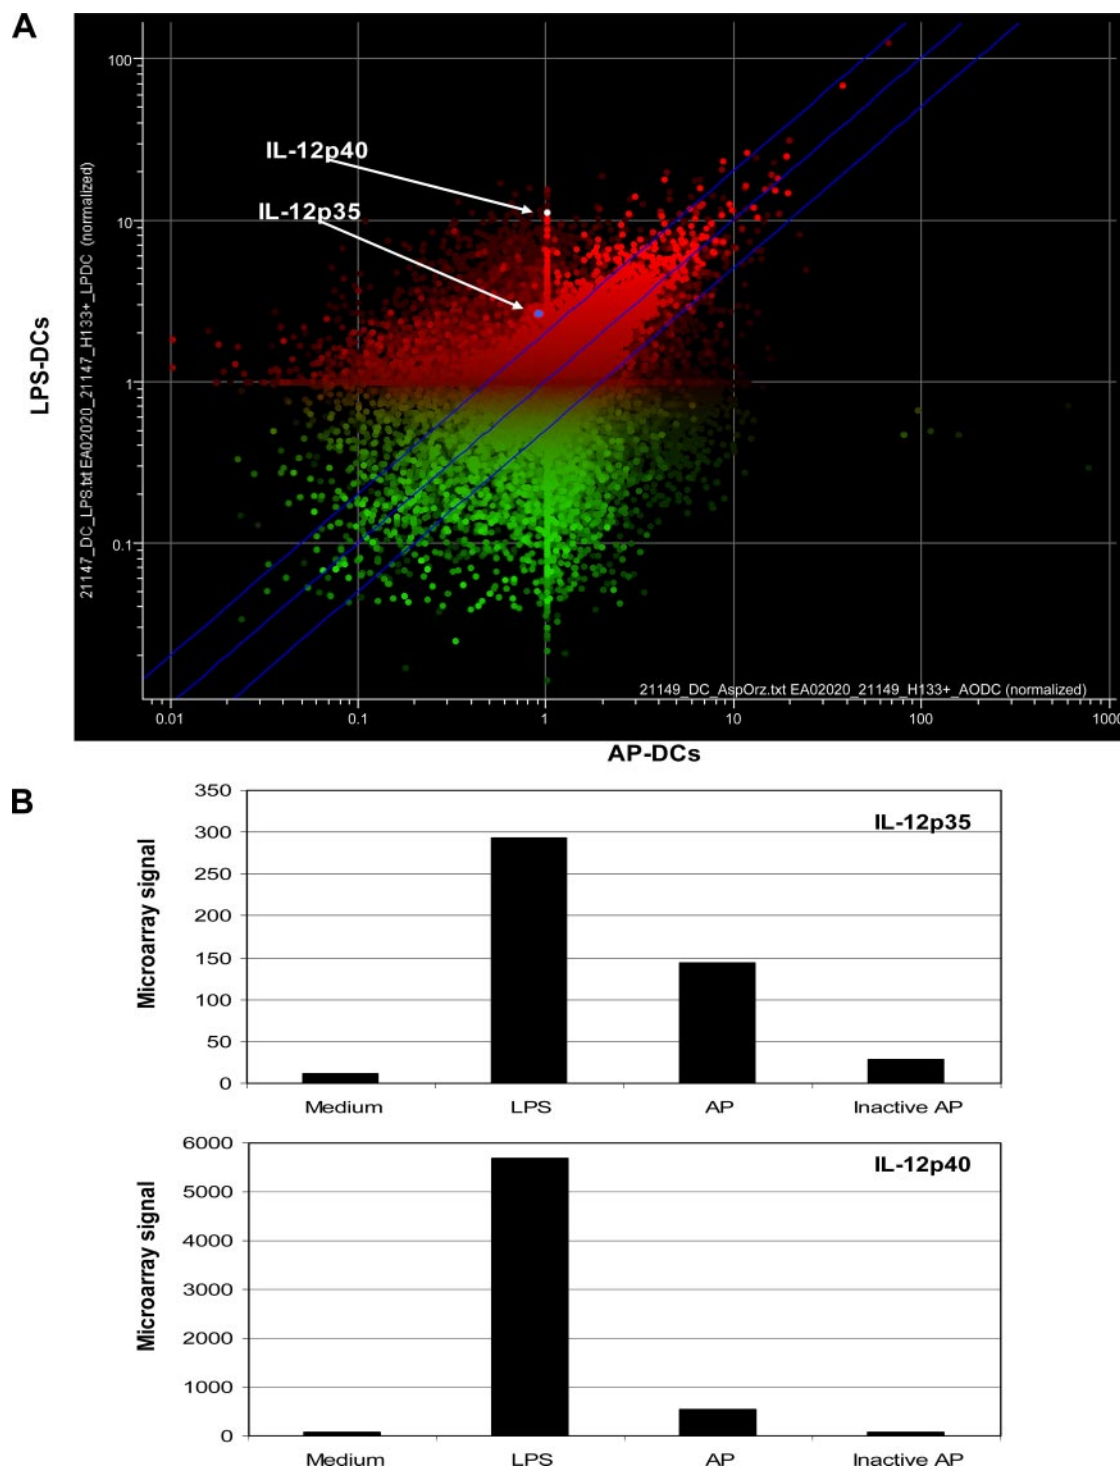 A
100
10
1
0.1
IL-12p40
IL-12p35
LPS-DCs
21147_DC_LPS.txt EA02020_21147_H133+_LPDC (normalized)
21149_DC_AspOrz.txt EA02020_21149_H133+_AODC (normalized)
0.01 0.1 1 10 100 1000
AP-DCs
B
IL-12p35
Microarray signal
350
300
250
200
150
100
50
0
Medium LPS AP Inactive AP
IL-12p40
Microarray signal
6000
5000
4000
3000
2000
1000
0
Medium LPS AP Inactive AP